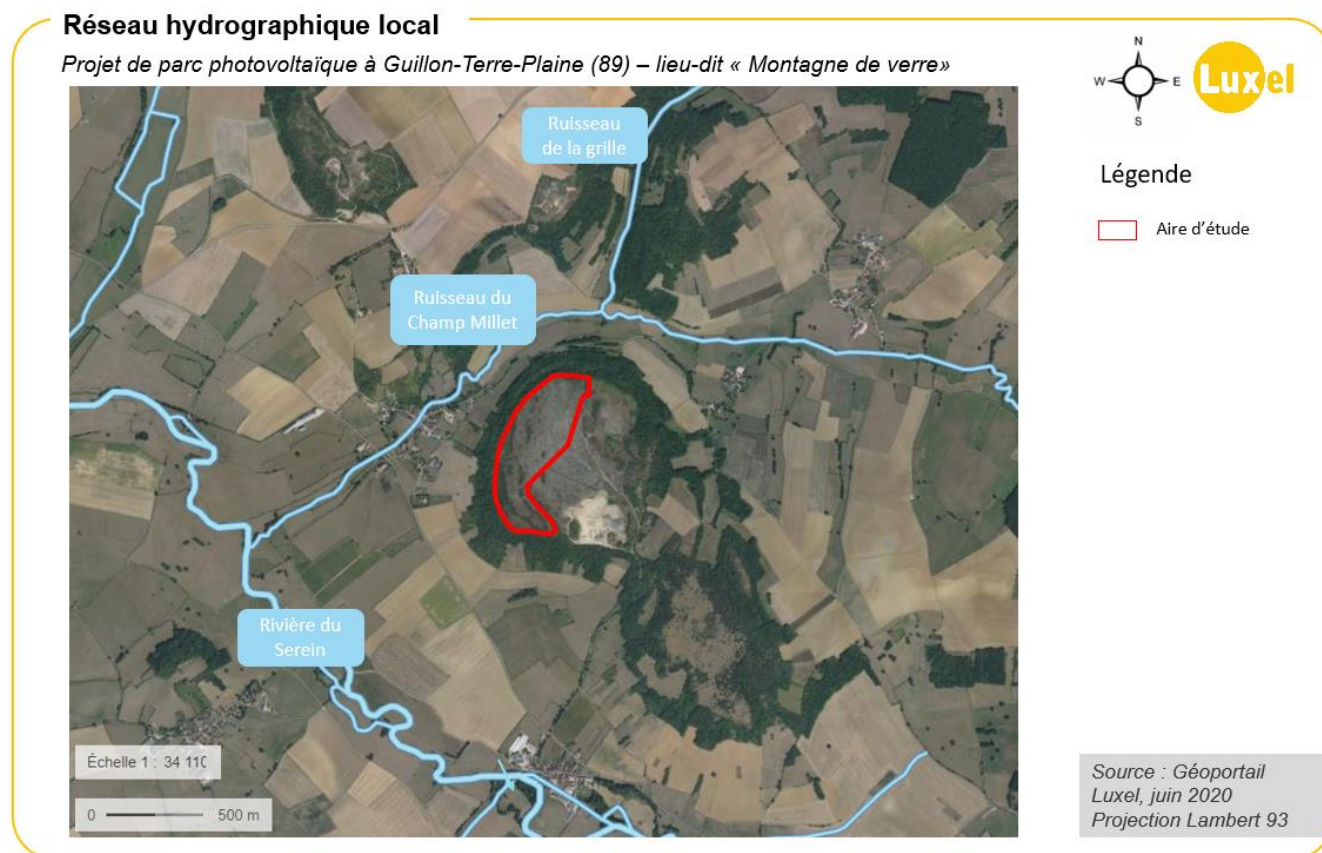 Réseau hydrographique local
Projet de parc photovoltaïque à Guillon-Terre-Plaine (89) – lieu-dit « Montagne de verre»
N
W
E
S
Luxel
Ruisseau
de la grille
Légende
Aire d'étude
Ruisseau du
Champ Millet
Rivière du
Serein
Échelle 1 : 34 110
0
500 m
Source : Géoportail
Luxel, juin 2020
Projection Lambert 93